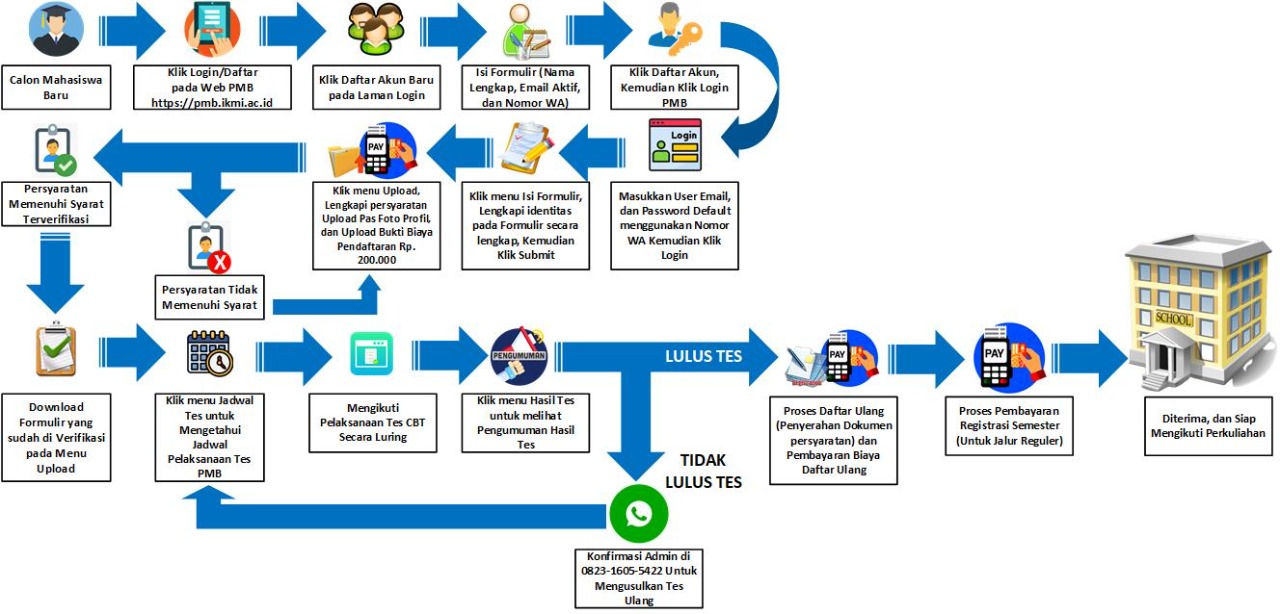 Calon Mahasiswa
Baru
Klik Login/Daftar
pada Web PMB
https://pmb.ikmi.ac.id
Klik Daftar Akun Baru
pada Laman Login
Isi Formulir (Nama
Lengkap, Email Aktif,
dan Nomor WA)
Klik Daftar Akun,
Kemudian Klik Login
PMB
Login
Masukkan User Email,
dan Password Default
menggunakan Nomor
WA Kemudian Klik
Login
Klik menu Isi Formulir,
Lengkapi identitas
pada Formulir secara
lengkap, Kemudian
Klik Submit
PAY
Klik menu Upload,
Lengkapi persyaratan
Upload Pas Foto Profil,
dan Upload Bukti Biaya
Pendaftaran Rp.
200.000
Persyaratan
Memenuhi Syarat
Terverifikasi
X
Persyaratan Tidak
Memenuhi Syarat
Download
Formulir yang
sudah di Verifikasi
pada Menu
Upload
Klik menu Jadwal
Tes untuk
Mengetahui
Jadwal
Pelaksanaan Tes
PMB
Mengikuti
Pelaksanaan Tes CBT
Secara Luring
PENGUMUMAN
Klik menu Hasil Tes
untuk melihat
Pengumuman Hasil
Tes
LULUS TES
TIDAK
LULUS TES
Konfirmasi Admin di
0823-1605-5422 Untuk
Mengusulkan Tes
Ulang
PAY
Proses Daftar Ulang
(Penyerahan Dokumen
persyaratan) dan
Pembayaran Biaya
Daftar Ulang
PAY
Proses Pembayaran
Registrasi Semester
(Untuk Jalur Reguler)
SCHOOL
Diterima, dan Siap
Mengikuti Perkuliahan